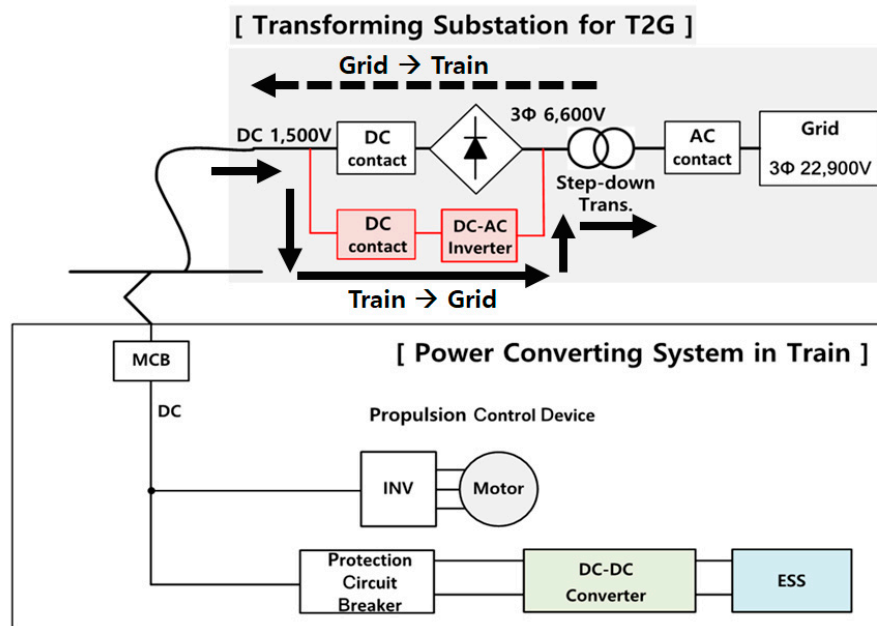 [ Transforming Substation for T2G ]
Grid → Train
DC 1,500V
DC
contact
3Φ 6,600V
Step-down
Trans.
AC
contact
Grid
3Φ 22,900V
DC
contact
DC-AC
Inverter
Train → Grid
[ Power Converting System in Train ]
MCB
DC
Propulsion Control Device
INV
Motor
Protection
Circuit
Breaker
DC-DC
Converter
ESS